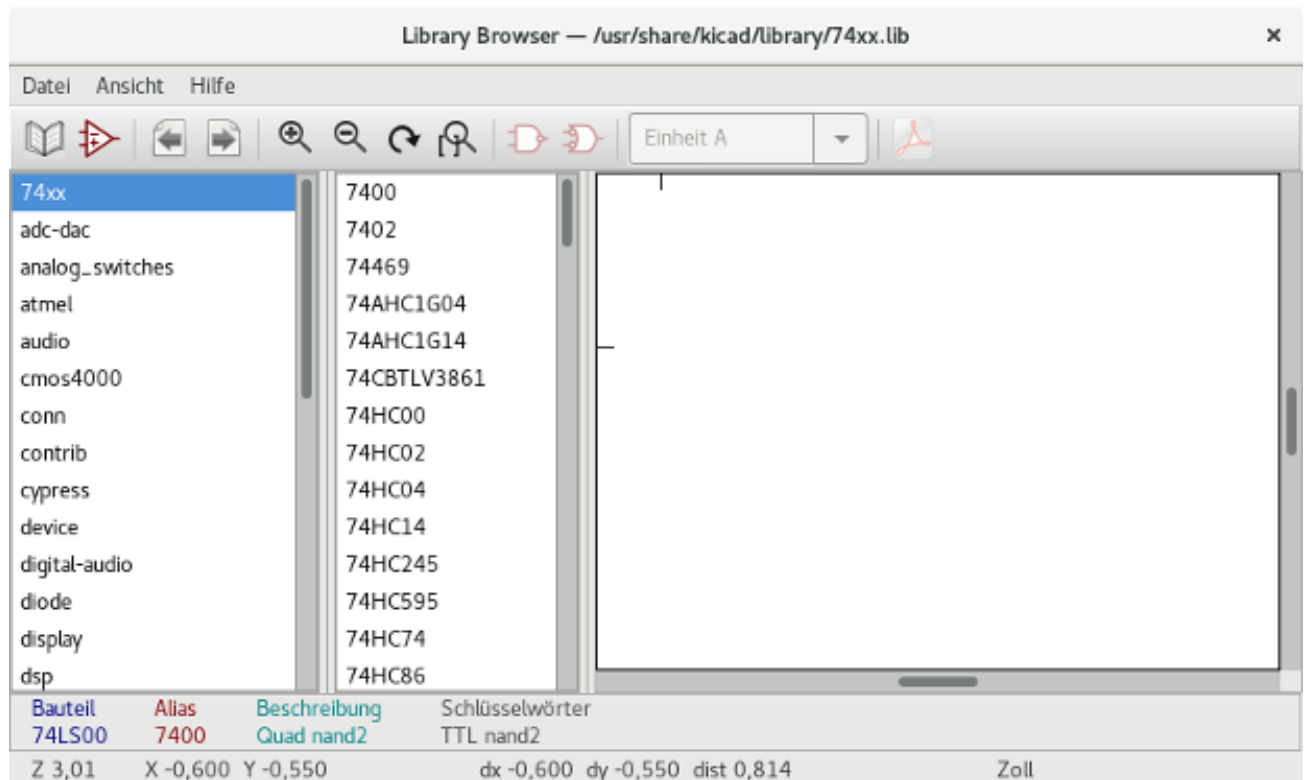 Library Browser — /usr/share/kicad/library/74xx.lib
Datei Ansicht Hilfe
Einheit A
74xx
adc-dac
analog_switches
atmel
audio
cmos4000
conn
contrib
cypress
device
digital-audio
diode
display
dsp
7400
7402
74469
74AHC1G04
74AHC1G14
74CBTLV3861
74HC00
74HC02
74HC04
74HC14
74HC245
74HC595
74HC74
74HC86
Bauteil Alias Beschreibung Schlüsselwörter
74LS00 7400 Quad nand2 TTL nand2
Z 3,01 X -0,600 Y -0,550 dx -0,600 dy -0,550 dist 0,814 Zoll